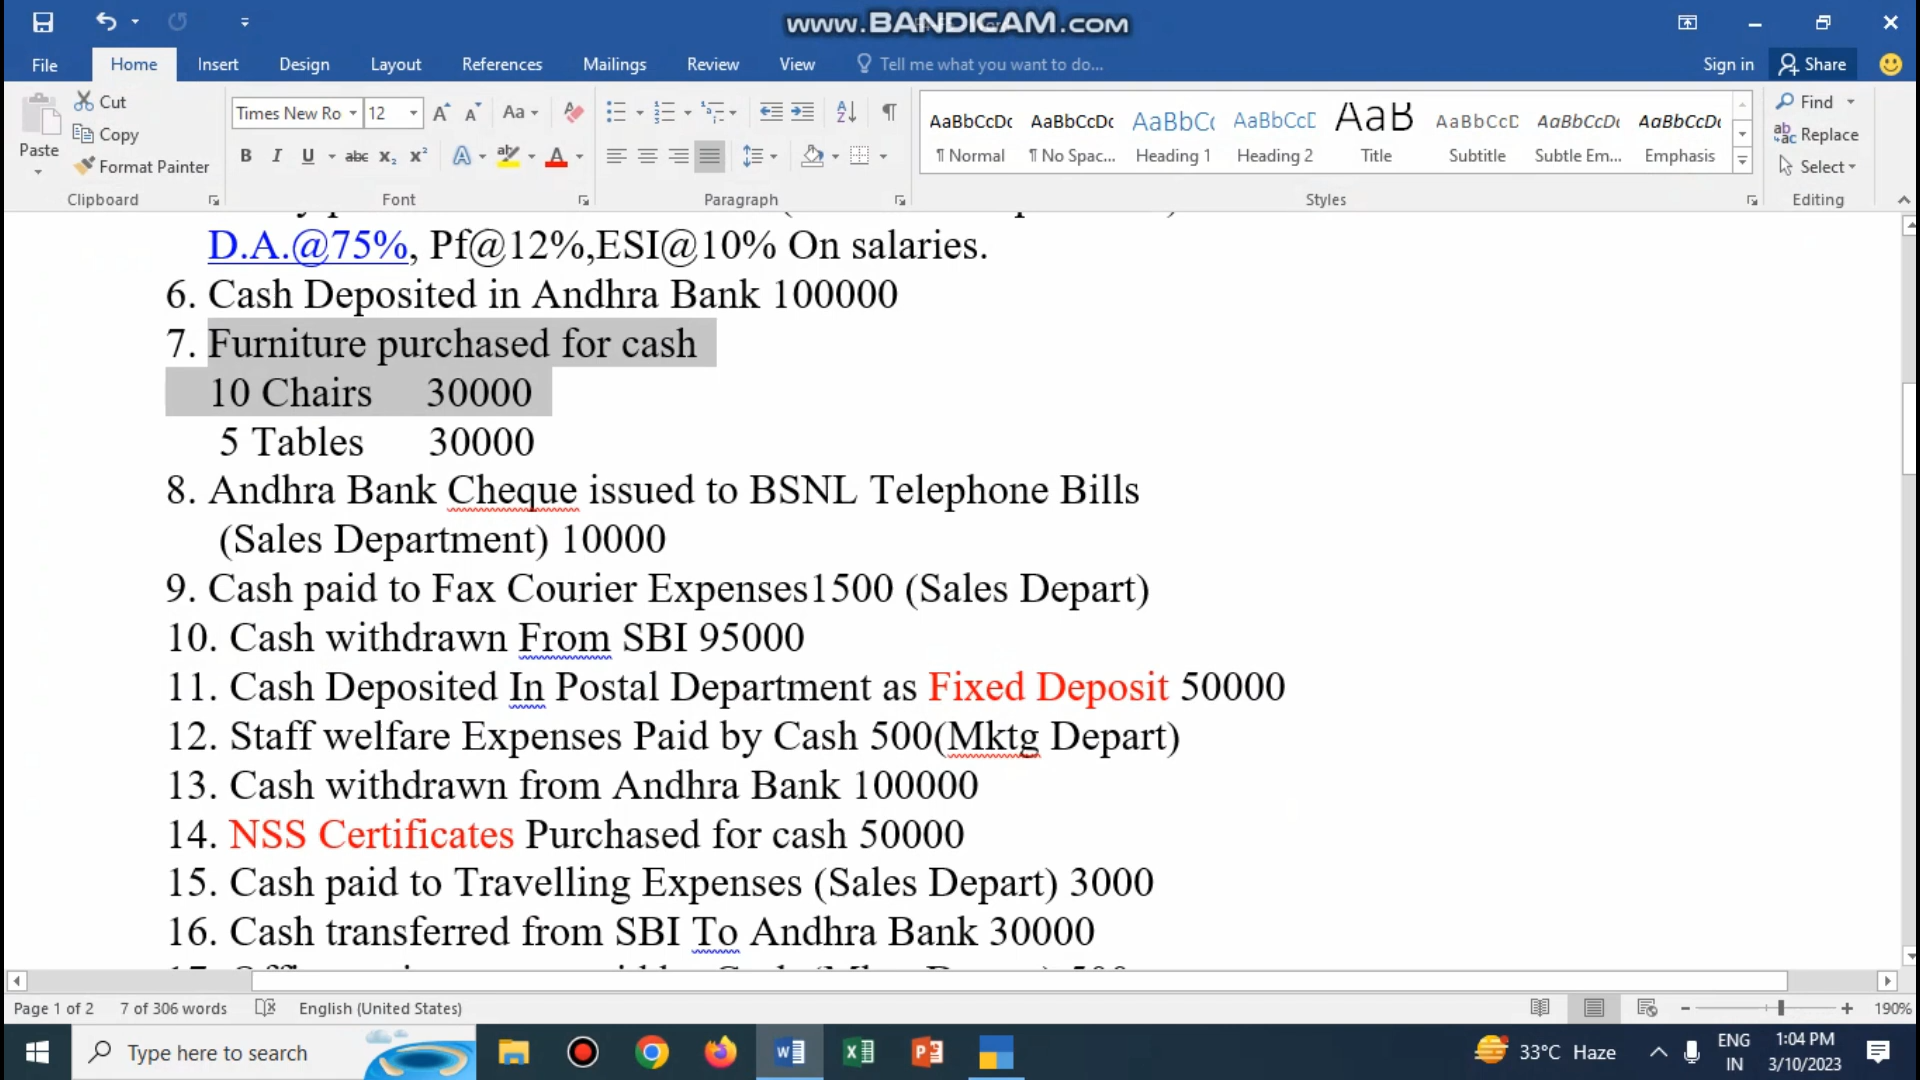 www.BANDICAM.com
File Home Insert Design Layout References Mailings Review View Tell me what you want to do... Sign in Share
Paste
Cut
Copy
Format Painter
Times New Ro 12
AaBbCcDc AaBbCcDc AaBbCc AaBbCcD AaB AaBbCcD AaBbCcDc AaBbCcDc
¶ Normal ¶ No Spac... Heading 1 Heading 2 Title Subtitle Subtle Em... Emphasis
Find
Replace
Select
Clipboard Font Paragraph Styles Editing
D.A.@75%, Pf@12%,ESI@10% On salaries.
6. Cash Deposited in Andhra Bank 100000
7. Furniture purchased for cash
10 Chairs 30000
5 Tables 30000
8. Andhra Bank Cheque issued to BSNL Telephone Bills
(Sales Department) 10000
9. Cash paid to Fax Courier Expenses1500 (Sales Depart)
10. Cash withdrawn From SBI 95000
11. Cash Deposited In Postal Department as Fixed Deposit 50000
12. Staff welfare Expenses Paid by Cash 500(Mktg Depart)
13. Cash withdrawn from Andhra Bank 100000
14. NSS Certificates Purchased for cash 50000
15. Cash paid to Travelling Expenses (Sales Depart) 3000
16. Cash transferred from SBI To Andhra Bank 30000
Page 1 of 2 7 of 306 words English (United States) 190%
Type here to search
33°C Haze
ENG
IN
1:04 PM
3/10/2023